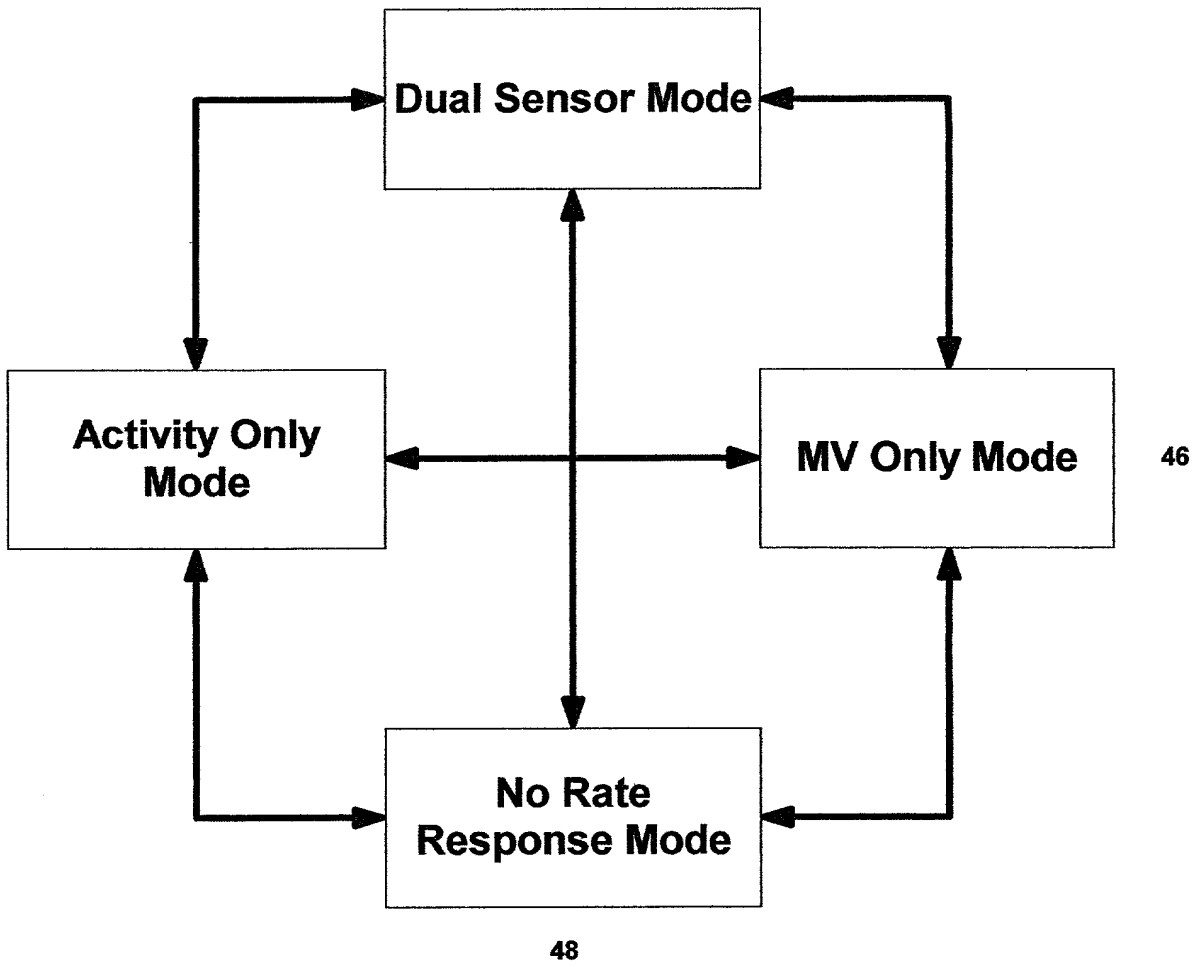 Dual Sensor Mode
Activity Only
Mode
MV Only Mode
46
No Rate
Response Mode
48